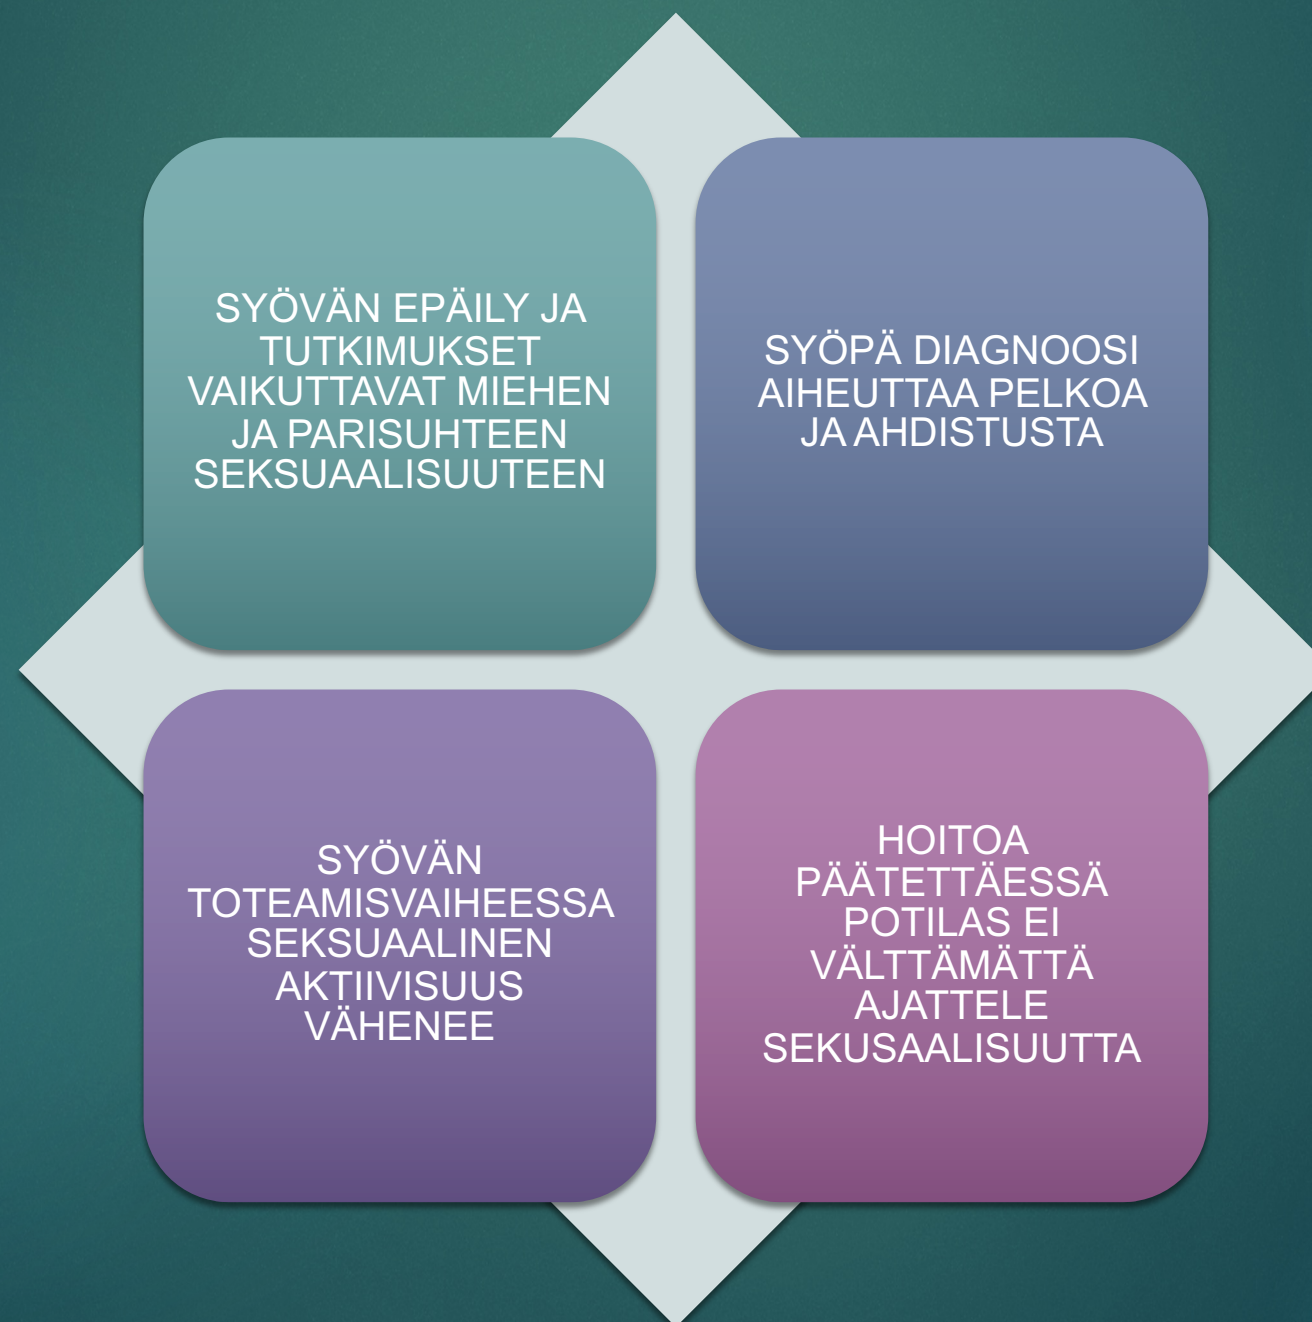 SYÖVÄN EPÄILY JA
TUTKIMUKSET
VAIKUTTAVAT MIEHEN
JA PARISUHTEEN
SEKSUAALISUUTEEN
SYÖPÄ DIAGNOOSI
AIHEUTTAA PELKOA
JA AHDISTUSTA
SYÖVÄN
TOTEAMISVAIHEESSA
SEKSUAALINEN
AKTIIVISUUS
VÄHENEE
HOITOA
PÄÄTETTÄESSÄ
POTILAS EI
VÄLTTÄMÄTTÄ
AJATTELE
SEKUSAALISUUTTA